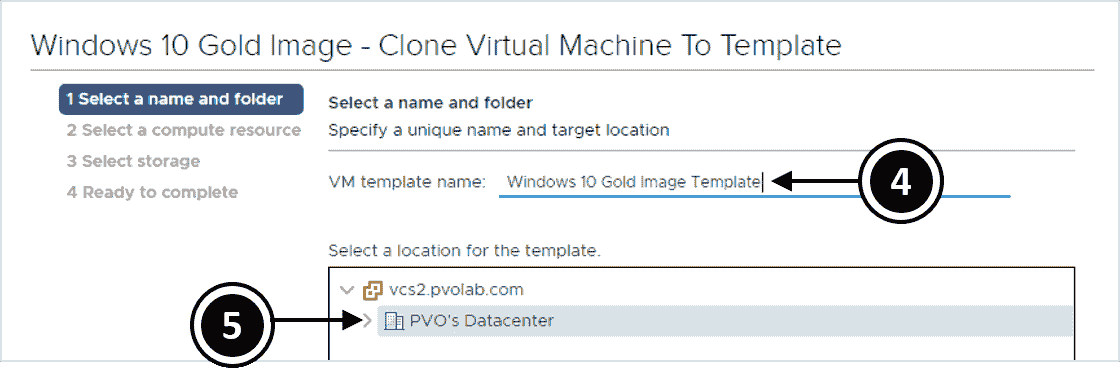 Windows 10 Gold Image - Clone Virtual Machine To Template
1 Select a name and folder
2 Select a compute resource
3 Select storage
4 Ready to complete
Select a name and folder
Specify a unique name and target location
VM template name: Windows 10 Gold Image Template
4
Select a location for the template.
vcs2.pvolab.com
5
PVO's Datacenter